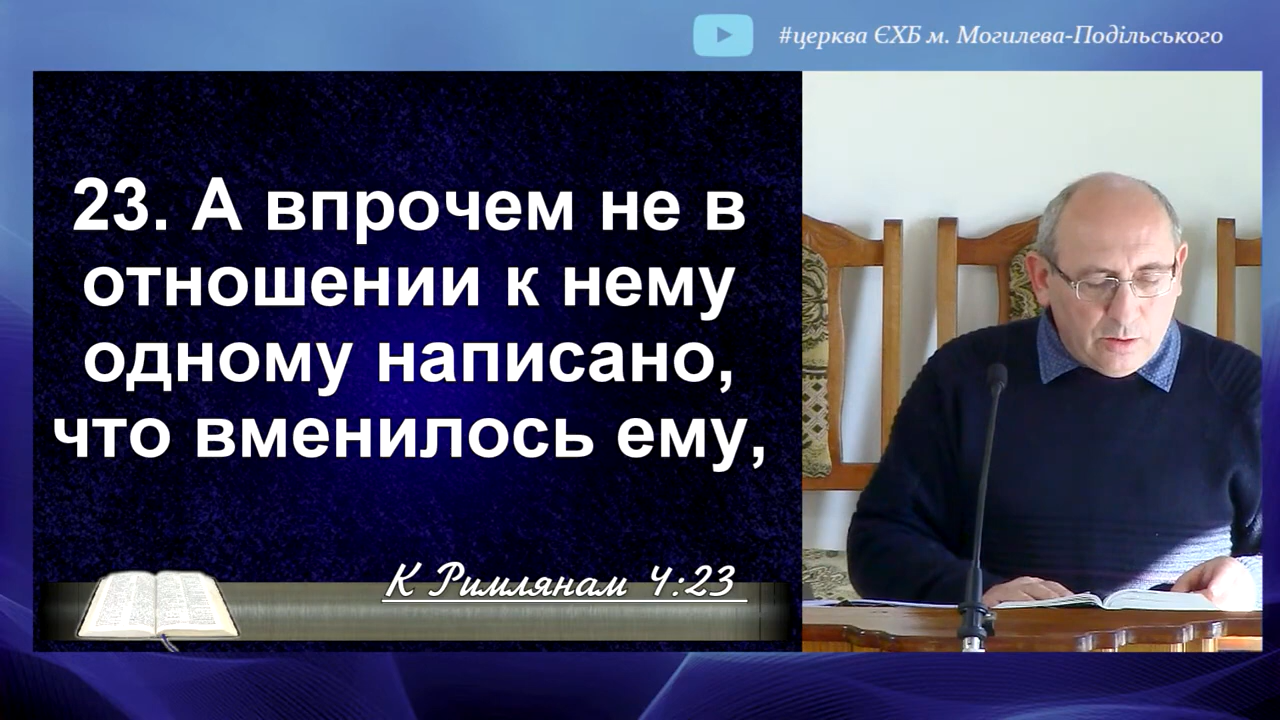 #церква ЄХБ м. Могилева-Подільського
23. А впрочем не в
отношении к нему
одному написано,
что вменилось ему,
К Римлянам 4:23